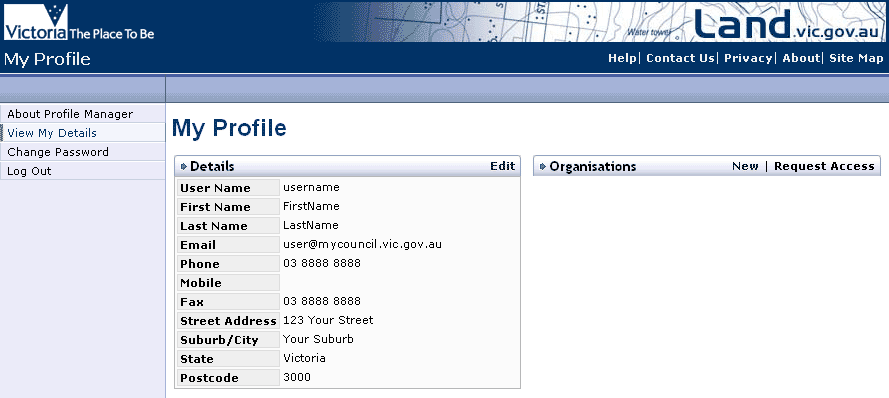 Victoria The Place To Be
Water tower
Land.vic.gov.au
My Profile
Help| Contact Us| Privacy| About| Site Map
About Profile Manager
View My Details
Change Password
Log Out
My Profile
Details Edit
User Name username
First Name FirstName
Last Name LastName
Email user@mycouncil.vic.gov.au
Phone 03 8888 8888
Mobile
Fax 03 8888 8888
Street Address 123 Your Street
Suburb/City Your Suburb
State Victoria
Postcode 3000
Organisations New | Request Access